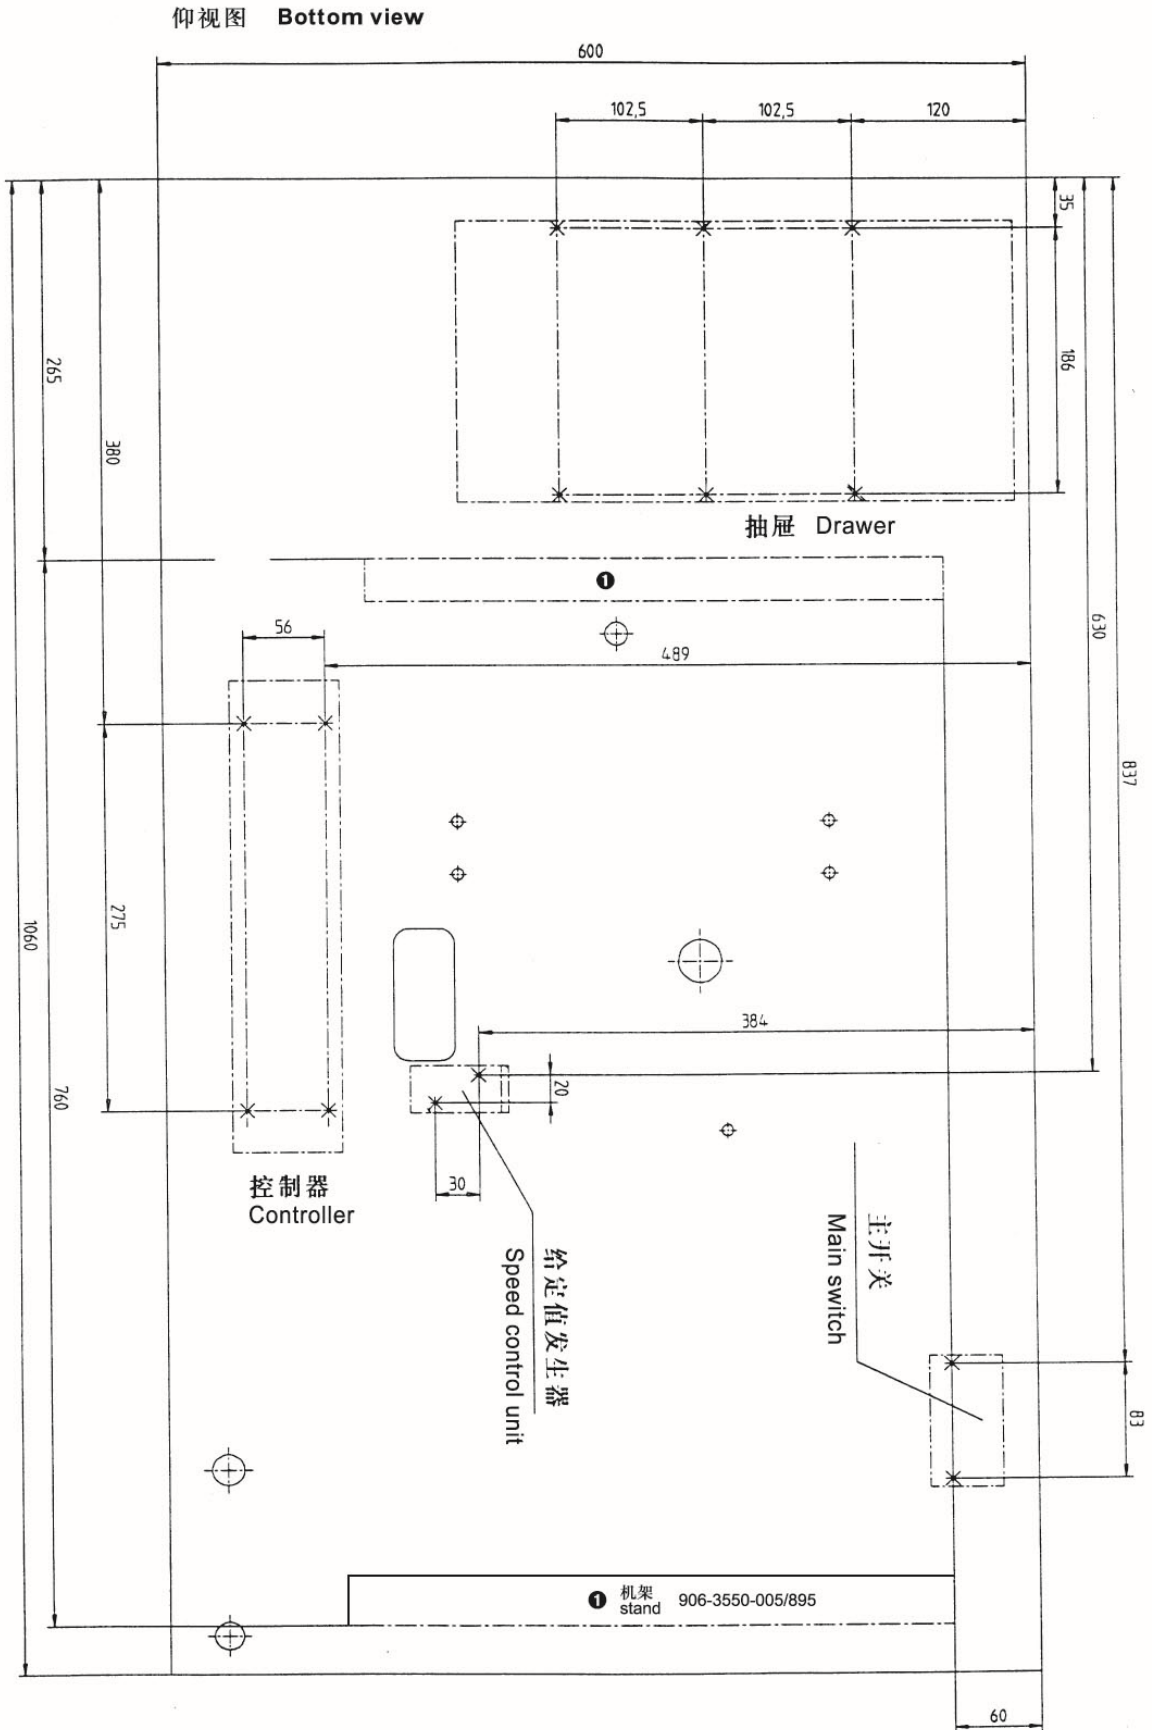 仰视图 Bottom view
600
102,5 102,5 120
35
265
186
380
抽屉 Drawer
❶
56
630
489
837
275
1060
384
760
20
30
控制器
Controller
给定值发生器
Speed control unit
主开关
Main switch
83
❶ 机架
stand 906-3550-005/895
60